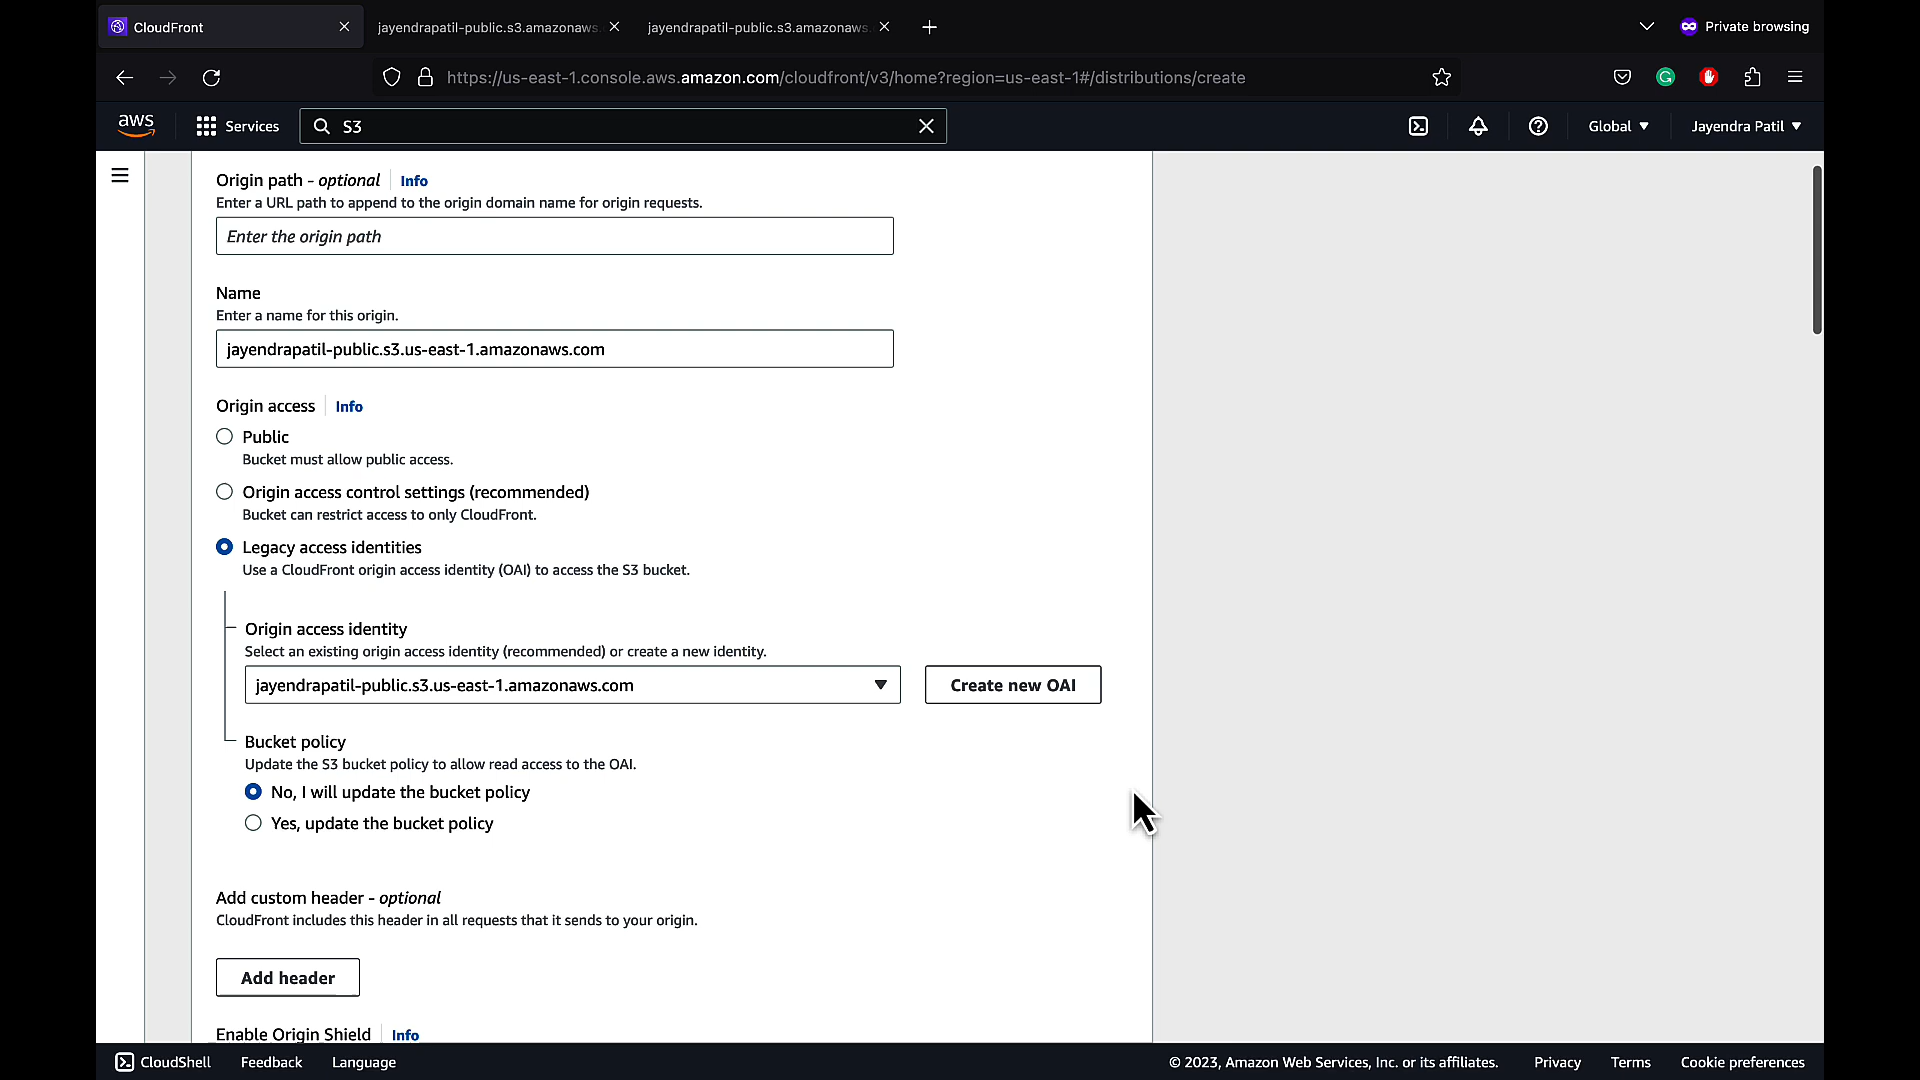 CloudFront
jayendrapatil-public.s3.amazonaws.
jayendrapatil-public.s3.amazonaws.
Private browsing
https://us-east-1.console.aws.amazon.com/cloudfront/v3/home?region=us-east-1#/distributions/create
aws
Services
S3
Global
Jayendra Patil
Origin path - optional
Info
Enter a URL path to append to the origin domain name for origin requests.
Enter the origin path
Name
Enter a name for this origin.
jayendrapatil-public.s3.us-east-1.amazonaws.com
Origin access
Info
Public
Bucket must allow public access.
Origin access control settings (recommended)
Bucket can restrict access to only CloudFront.
Legacy access identities
Use a CloudFront origin access identity (OAI) to access the S3 bucket.
Origin access identity
Select an existing origin access identity (recommended) or create a new identity.
jayendrapatil-public.s3.us-east-1.amazonaws.com
Create new OAI
Bucket policy
Update the S3 bucket policy to allow read access to the OAI.
No, I will update the bucket policy
Yes, update the bucket policy
Add custom header - optional
CloudFront includes this header in all requests that it sends to your origin.
Add header
Enable Origin Shield
Info
CloudShell
Feedback
Language
© 2023, Amazon Web Services, Inc. or its affiliates.
Privacy
Terms
Cookie preferences